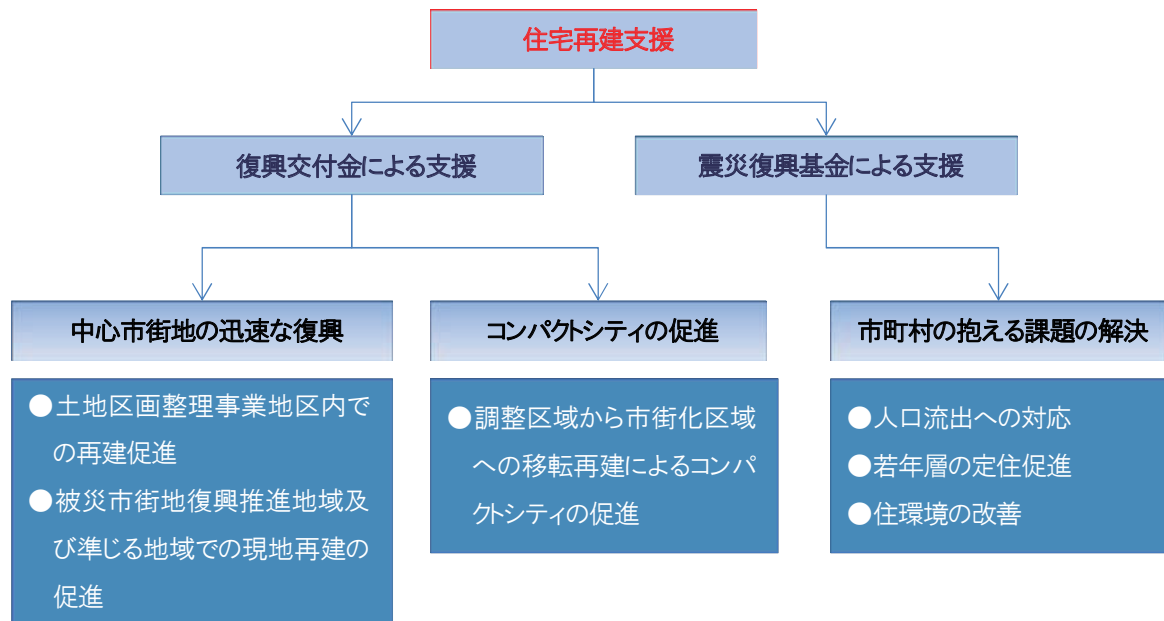 住宅再建支援
復興交付金による支援
震災復興基金による支援
中心市街地の迅速な復興
コンパクトシティの促進
市町村の抱える課題の解決
●土地区画整理事業地区内で
の再建促進
●被災市街地復興推進地域及
び準じる地域での現地再建の
促進
●調整区域から市街化区域
への移転再建によるコンパ
クトシティの促進
●人口流出への対応
●若年層の定住促進
●住環境の改善